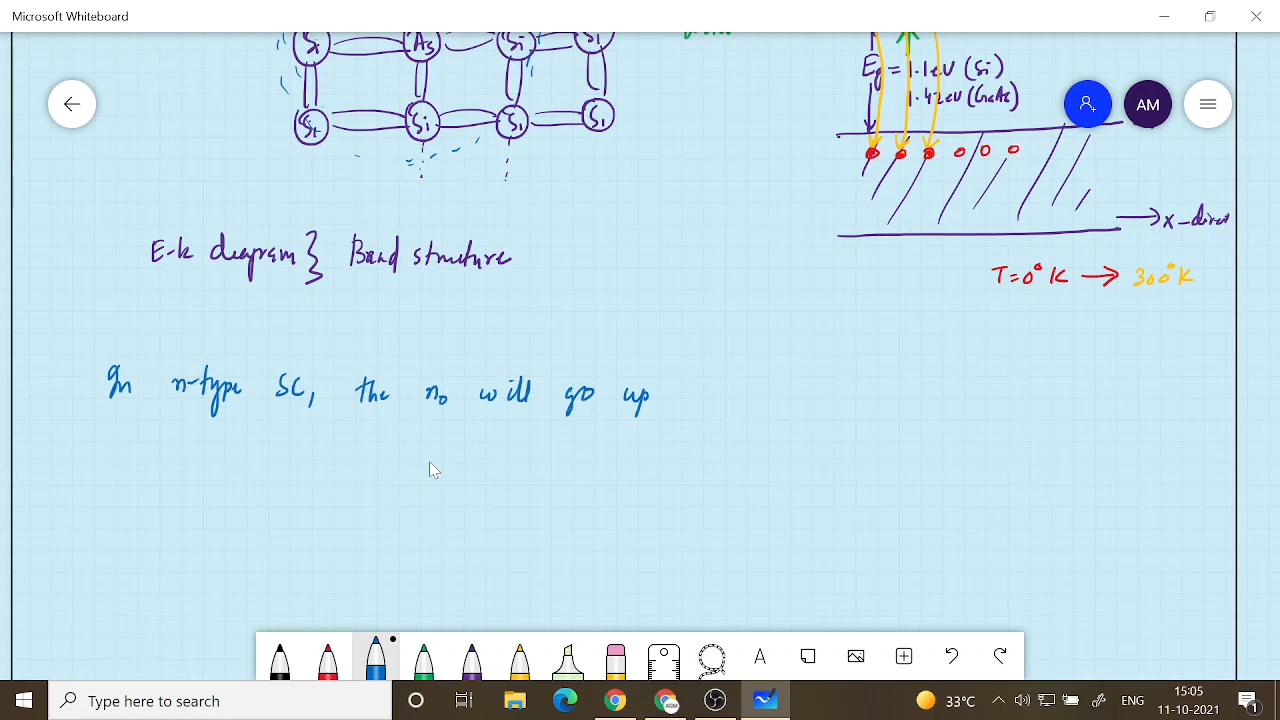 Microsoft Whiteboard
Si As Si Si
Eg = 1.1eV (Si)
1.42eV (GaAs)
AM
Si Si Si Si
x-direct
E-k diagram } Band structure
T=0°K → 300°K
In n-type SC, the n₀ will go up
A
Type here to search
AGM
33°C
ENG
15:05
11-10-2021
1